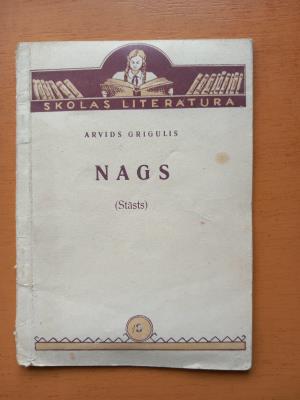 SKOLAS LITERATURA
ARVIDS GRIGULIS
NAGS
(Stāsts)